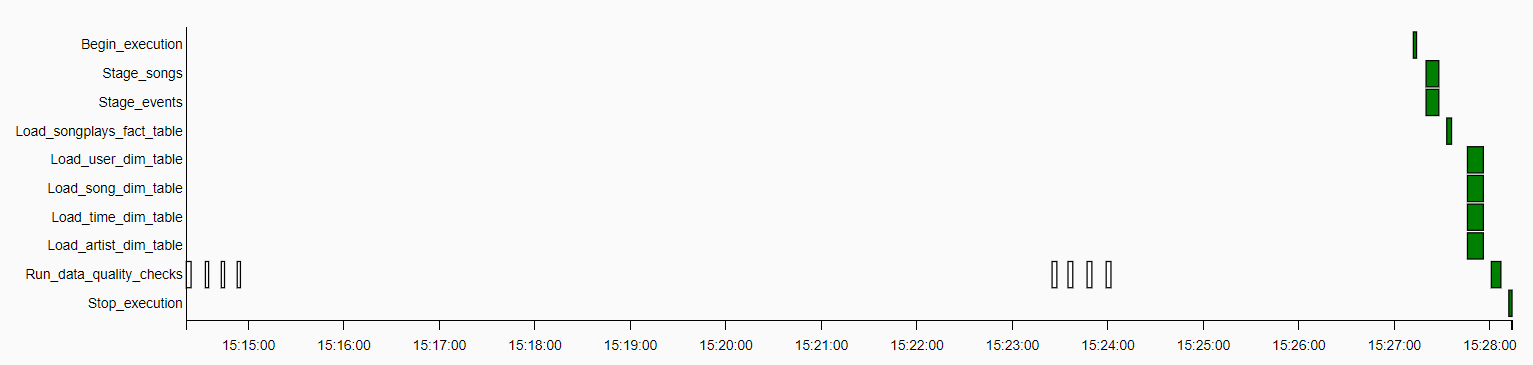 Begin_execution
Stage_songs
Stage_events
Load_songplays_fact_table
Load_user_dim_table
Load_song_dim_table
Load_time_dim_table
Load_artist_dim_table
Run_data_quality_checks
Stop_execution
15:15:00 15:16:00 15:17:00 15:18:00 15:19:00 15:20:00 15:21:00 15:22:00 15:23:00 15:24:00 15:25:00 15:26:00 15:27:00 15:28:00